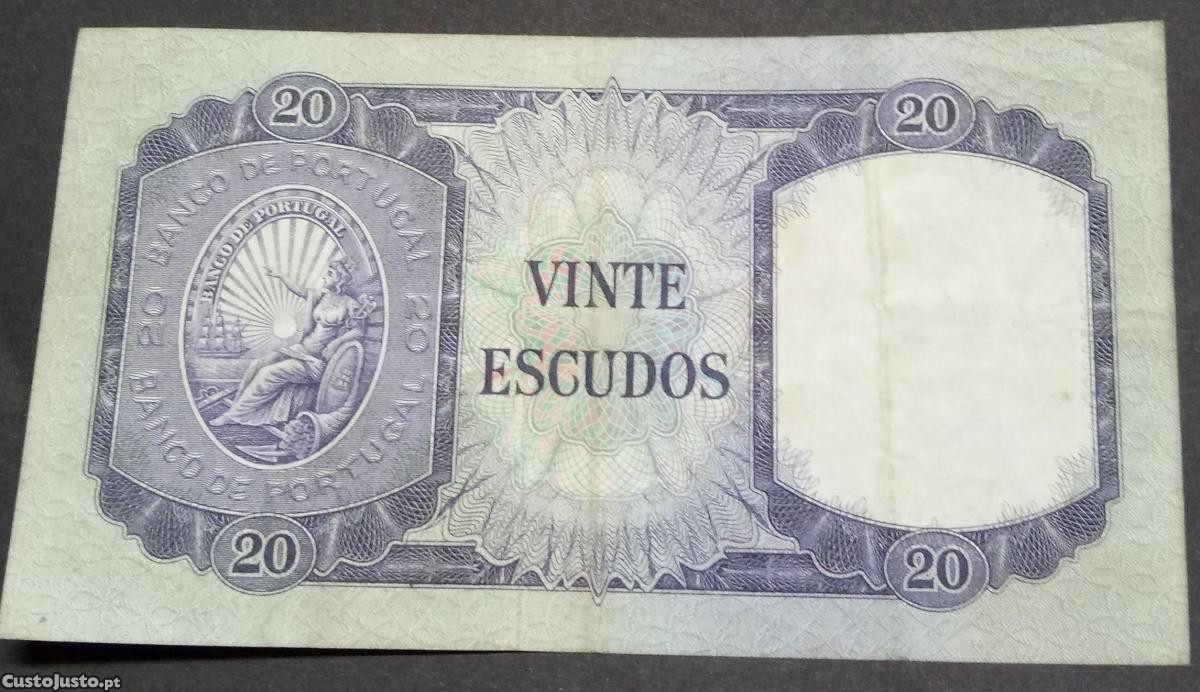 20
20
BANCO DE PORTUGAL 20
BANCO DE PORTUGAL
VINTE
ESCUDOS
BANCO DE PORTUGAL 20
20
20
CustoJusto.pt